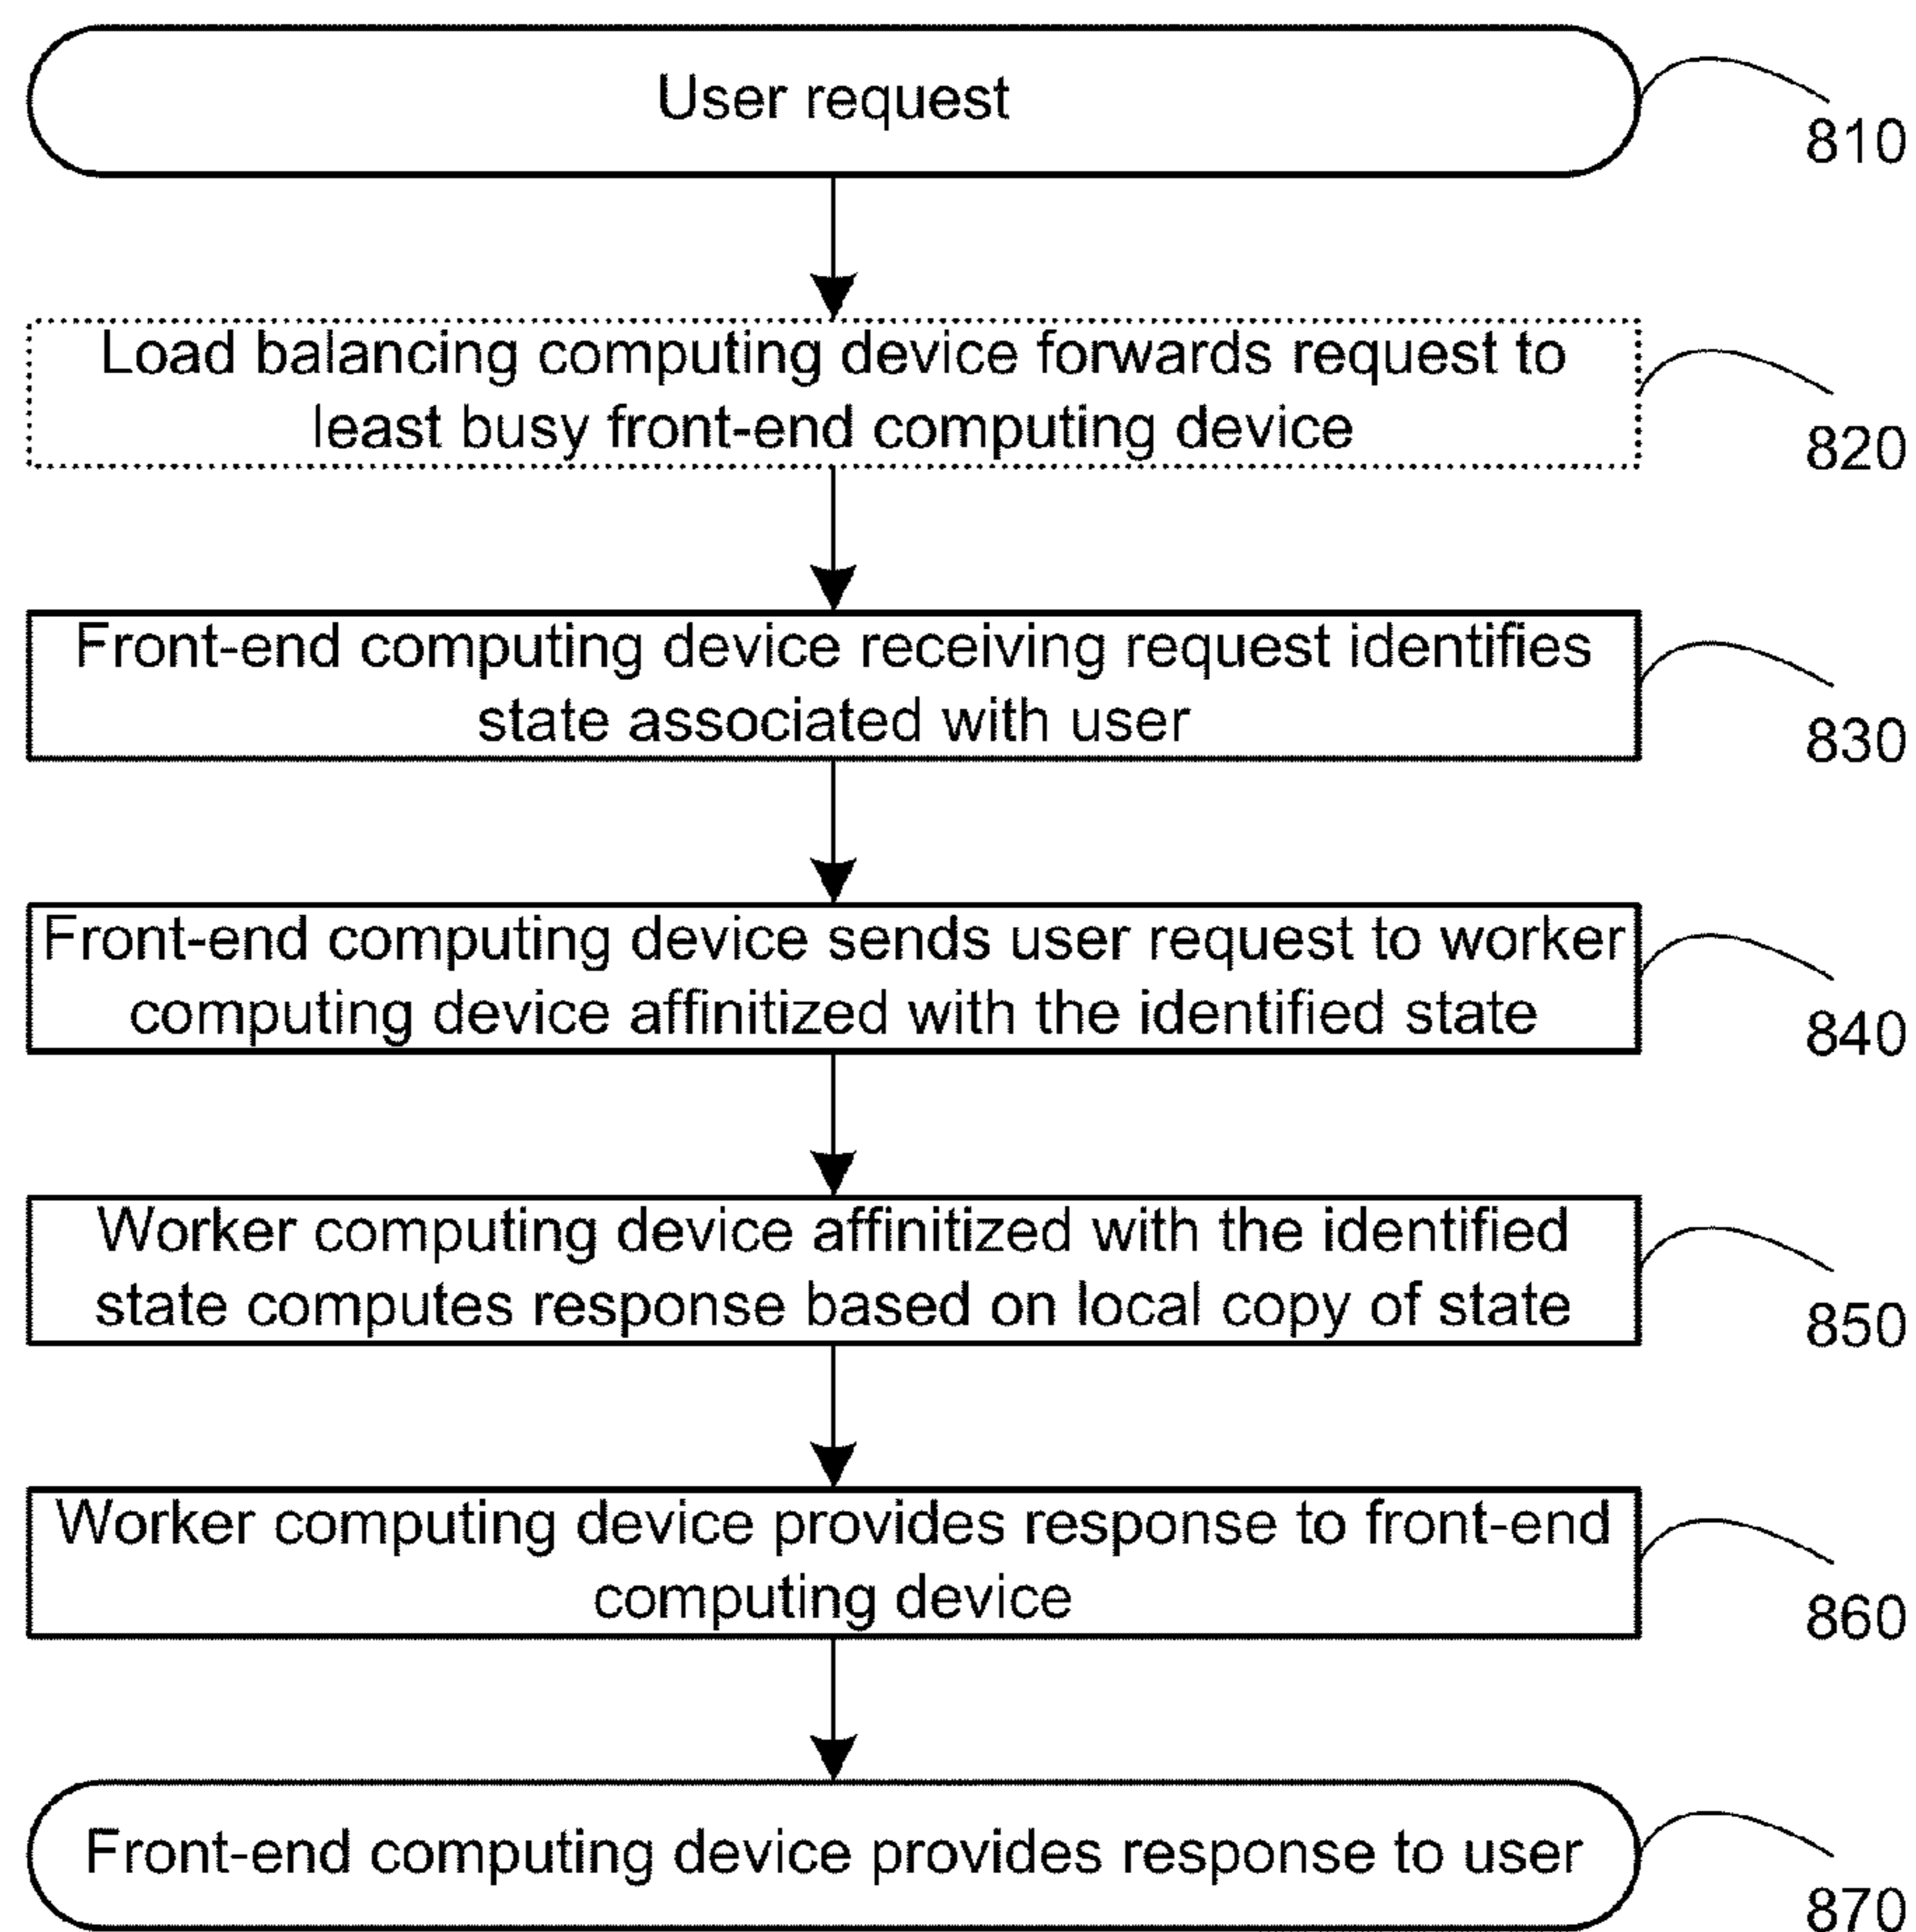 User request
810
Load balancing computing device forwards request to
least busy front-end computing device
820
Front-end computing device receiving request identifies
state associated with user
830
Front-end computing device sends user request to worker
computing device affinitized with the identified state
840
Worker computing device affinitized with the identified
state computes response based on local copy of state
850
Worker computing device provides response to front-end
computing device
860
Front-end computing device provides response to user
870